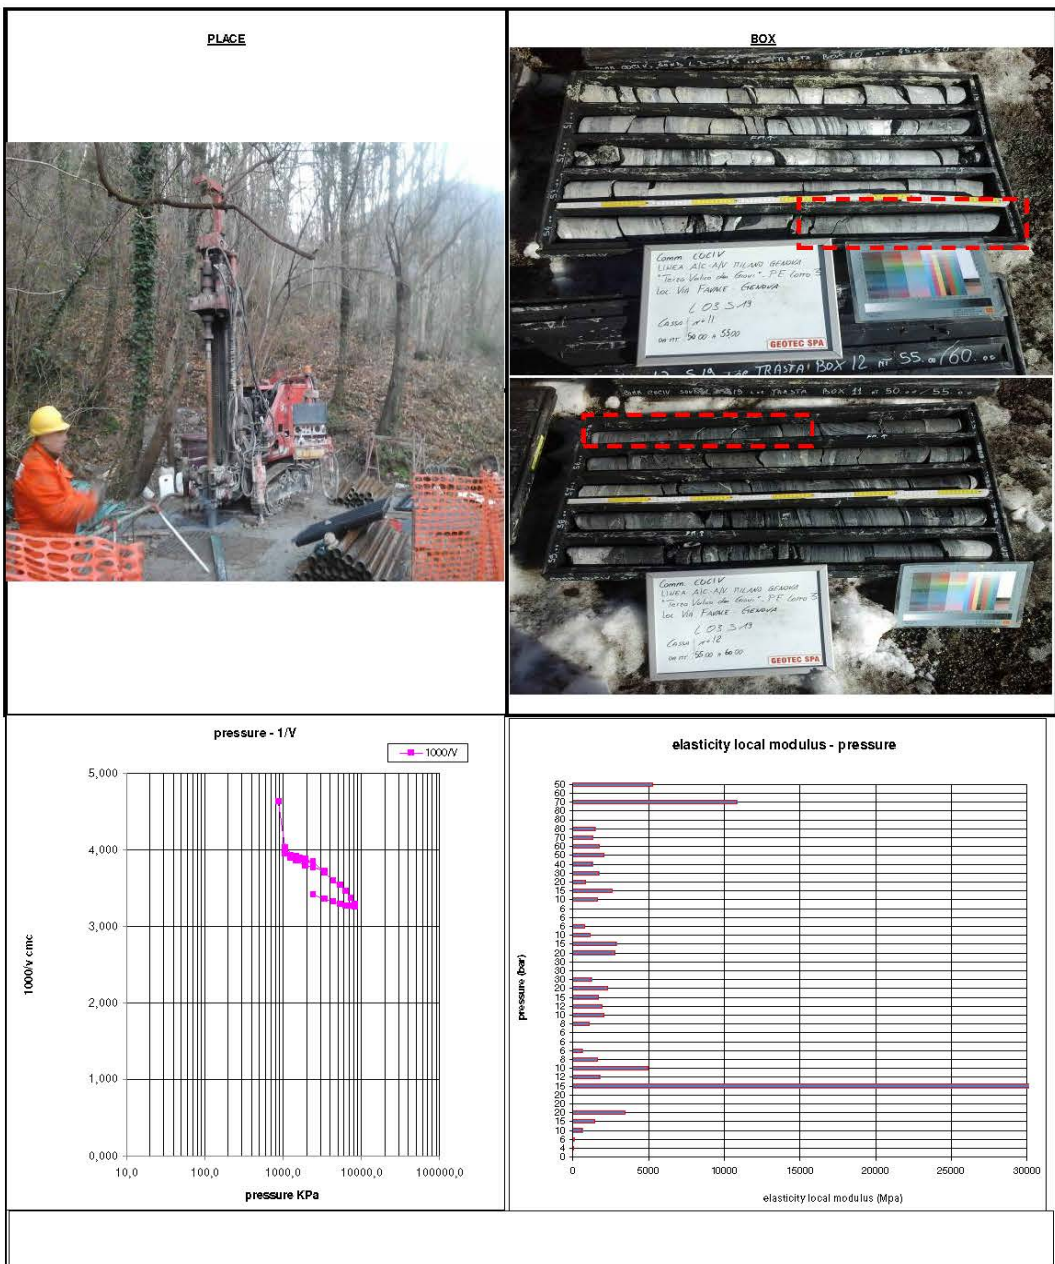 PLACE
BOX
Comm COCIV
LINEA A/C-A/V MILANO GENOVA
"Terzo Valico dei Giovi"-P.E Lotto 3
Loc. VIA FAVALE - GENOVA
L03 S19
CASSA n° 11
DA MT 50.00 A 55.00
GEOTEC SPA
TRASTA BOX 12 MT 55.00/60.00
TRASTA BOX 11 MT 50.00/55.00
Comm COCIV
LINEA A/C-A/V MILANO GENOVA
"Terzo Valico dei Giovi"-P.E Lotto 3
Loc. VIA FAVALE - GENOVA
L03 S19
CASSA n° 12
DA MT 55.00 A 60.00
GEOTEC SPA
pressure - 1/V
1000/V
5,000
4,000
3,000
2,000
1,000
0,000
10,0 100,0 1000,0 10000,0 100000,0
1000/v cmc
pressure KPa
elasticity local modulus - pressure
50
60
70
80
80
80
70
60
50
40
30
20
15
10
6
6
6
10
15
20
30
30
30
20
15
12
10
8
6
6
6
8
10
12
15
20
20
20
15
10
6
4
0
0 5000 10000 15000 20000 25000 30000
pressure (bar)
elasticity local modulus (Mpa)